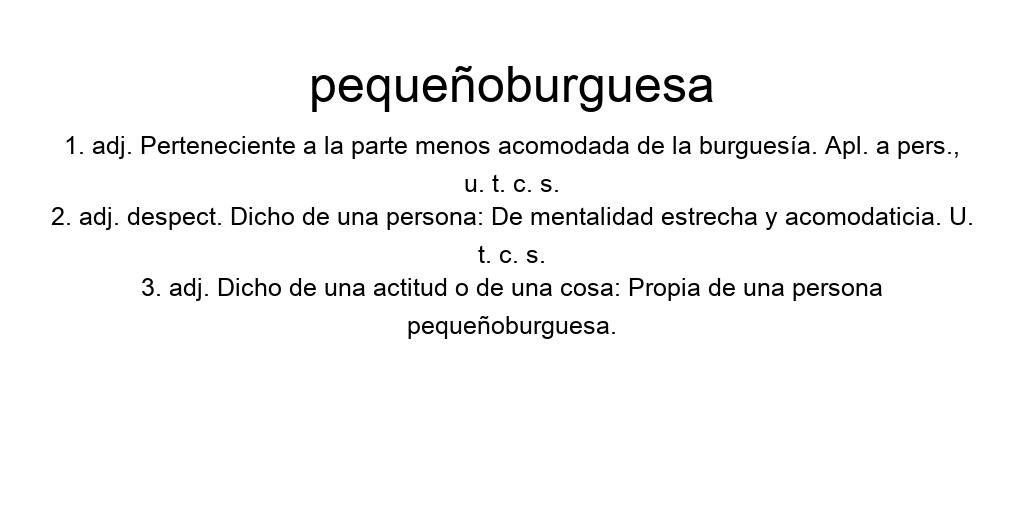 pequeñoburguesa
1. adj. Perteneciente a la parte menos acomodada de la burguesía. Apl. a pers.,
u. t. c. s.
2. adj. despect. Dicho de una persona: De mentalidad estrecha y acomodaticia. U.
t. c. s.
3. adj. Dicho de una actitud o de una cosa: Propia de una persona
pequeñoburguesa.